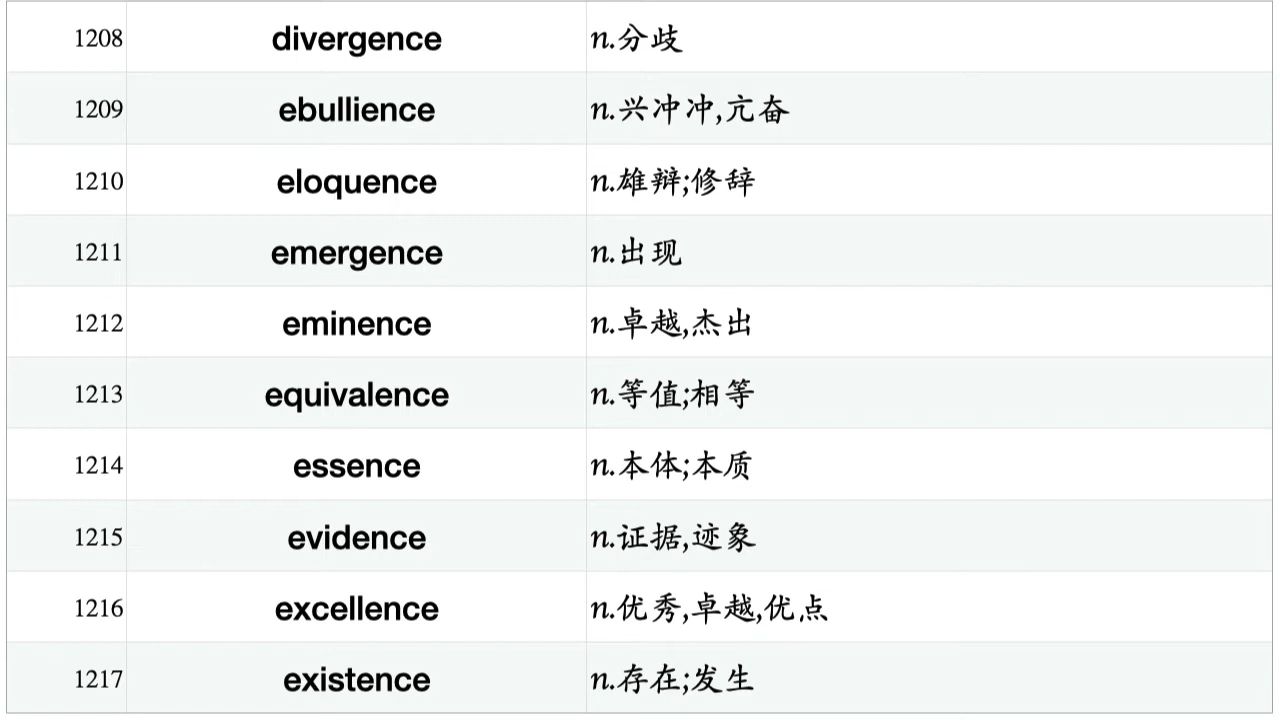 1208 divergence n.分歧
1209 ebullience n.兴冲冲,亢奋
1210 eloquence n.雄辩;修辞
1211 emergence n.出现
1212 eminence n.卓越,杰出
1213 equivalence n.等值;相等
1214 essence n.本体;本质
1215 evidence n.证据,迹象
1216 excellence n.优秀,卓越,优点
1217 existence n.存在;发生